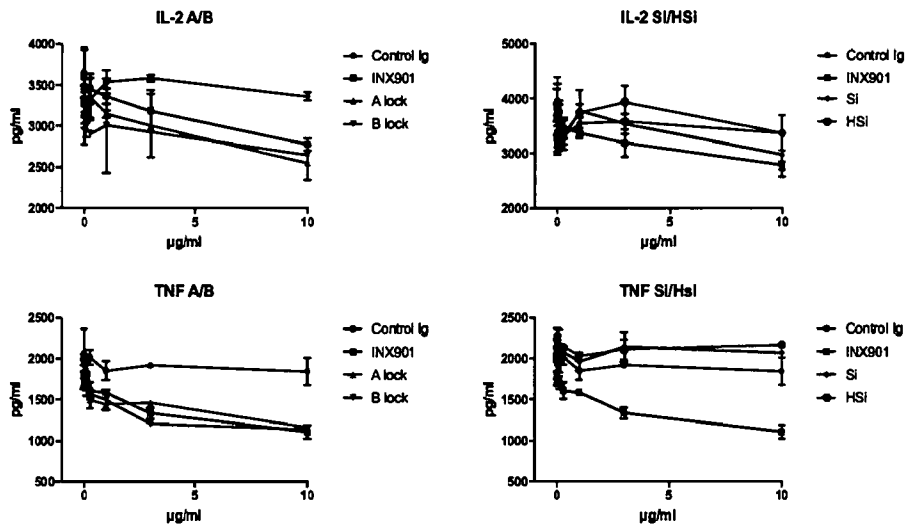 IL-2 A/B
4000
3500
3000
2500
2000
pg/ml
0
5
10
µg/ml
Control Ig
INX901
A lock
B lock
IL-2 Si/HSi
5000
4000
3000
2000
pg/ml
0
5
10
µg/ml
Control Ig
INX901
Si
HSi
TNF A/B
2500
2000
1500
1000
500
pg/ml
0
5
10
µg/ml
Control Ig
INX901
A lock
B lock
TNF Si/Hsi
2500
2000
1500
1000
500
pg/ml
0
5
10
µg/ml
Control Ig
INX901
Si
HSi